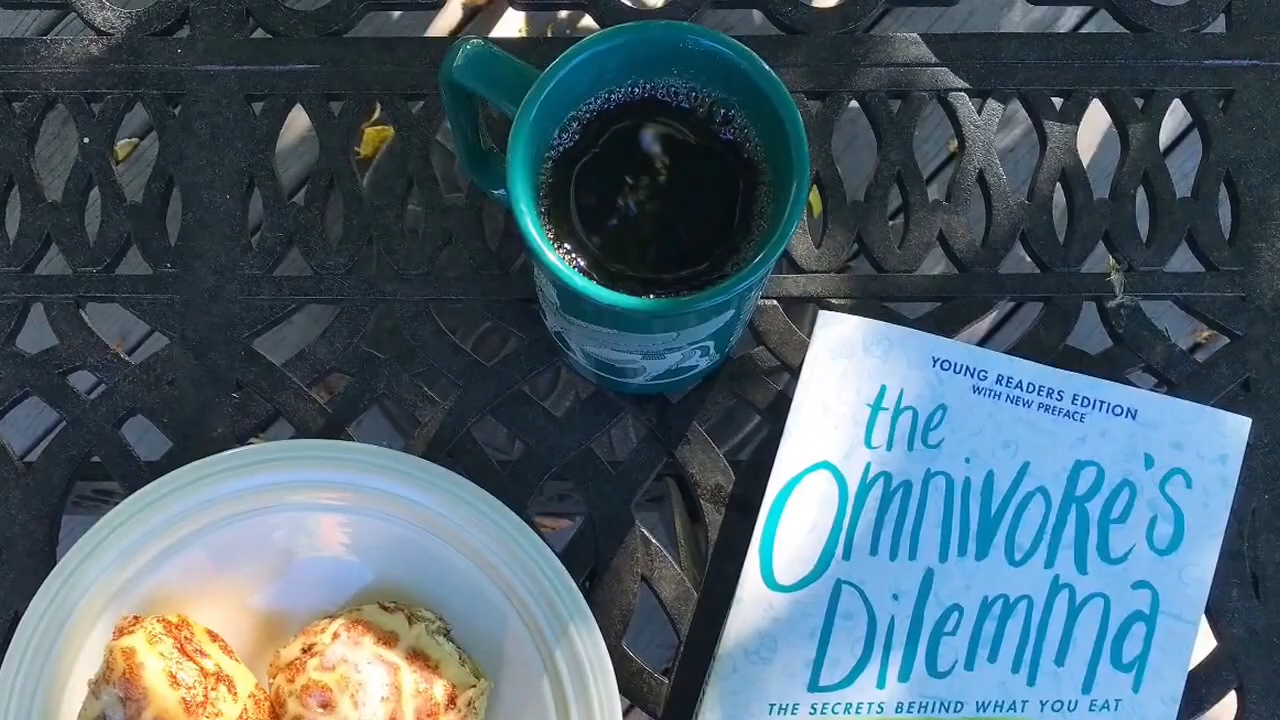 YOUNG READERS EDITION
WITH NEW PREFACE
the
Omnivore's
Dilemma
THE SECRETS BEHIND WHAT YOU EAT